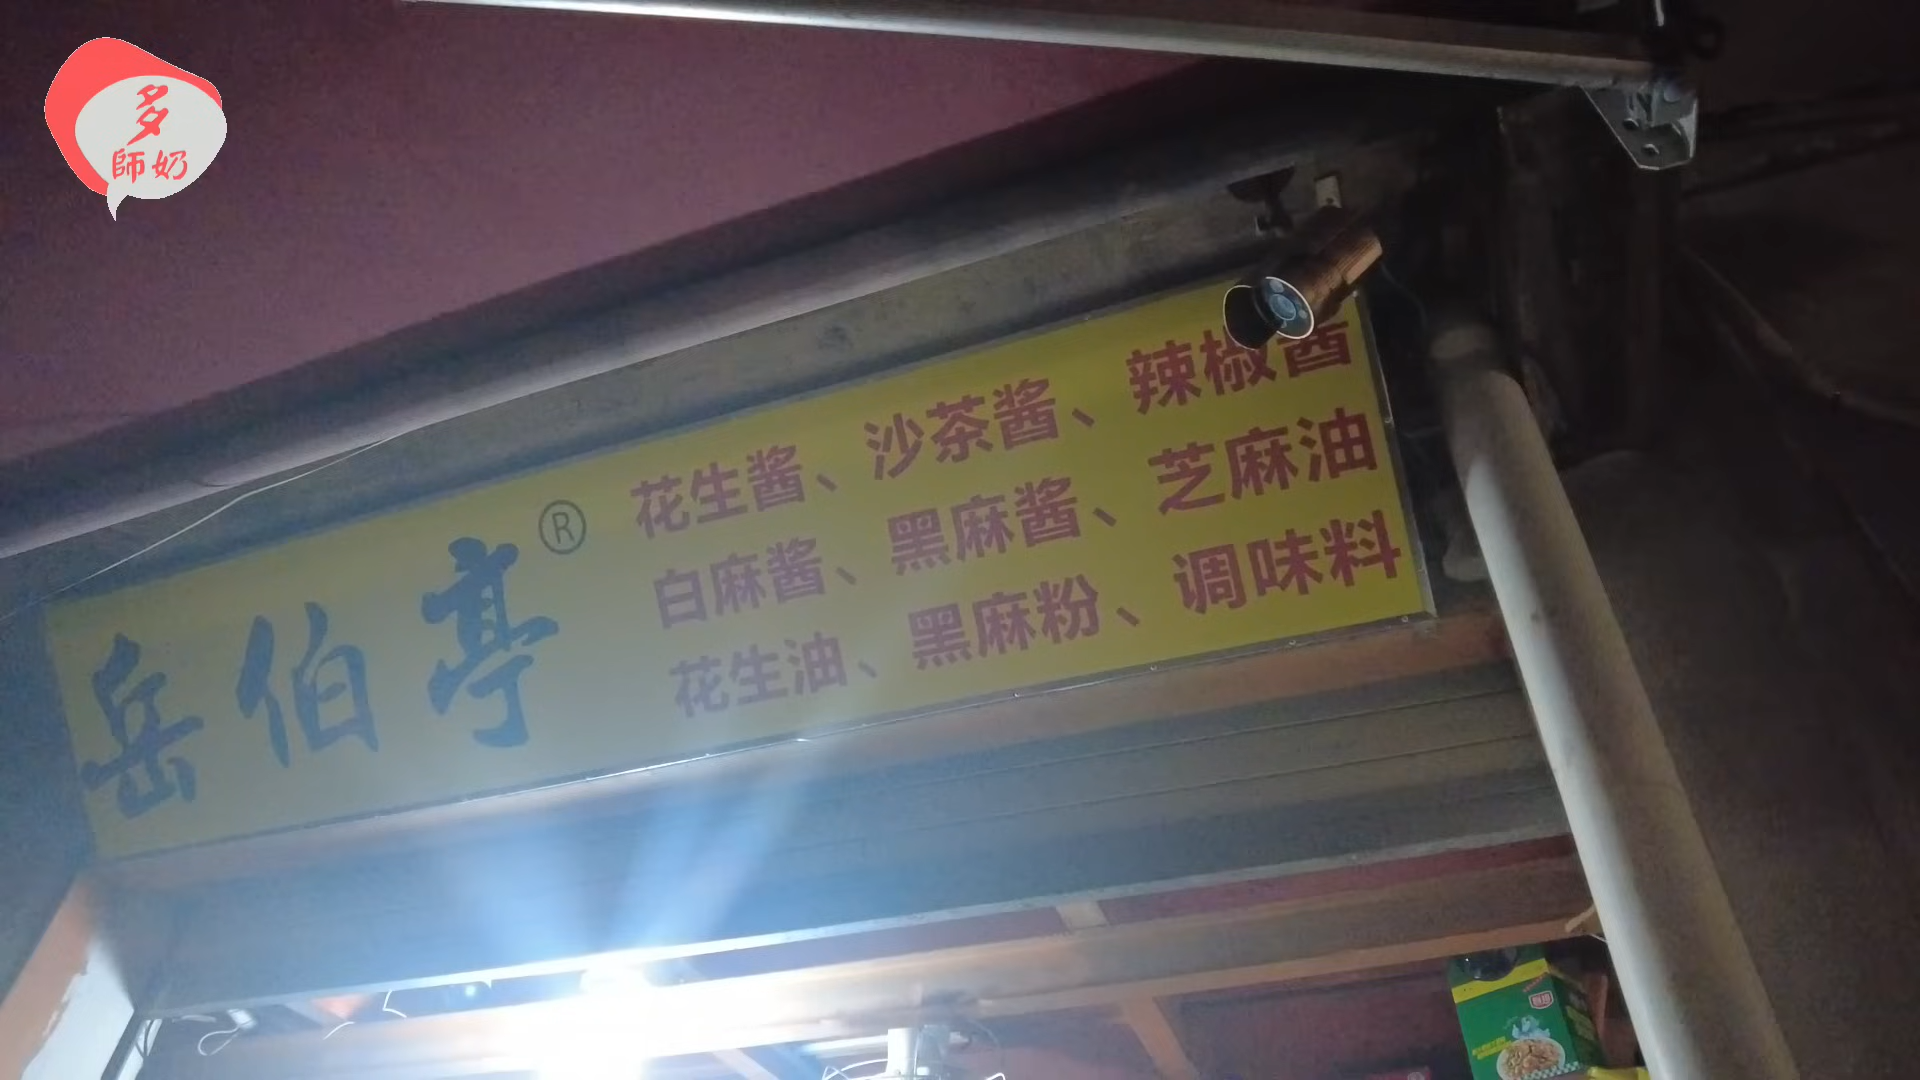 多
師奶
岳伯亭®
花生酱、沙茶酱、辣椒酱
白麻酱、黑麻酱、芝麻油
花生油、黑麻粉、调味料